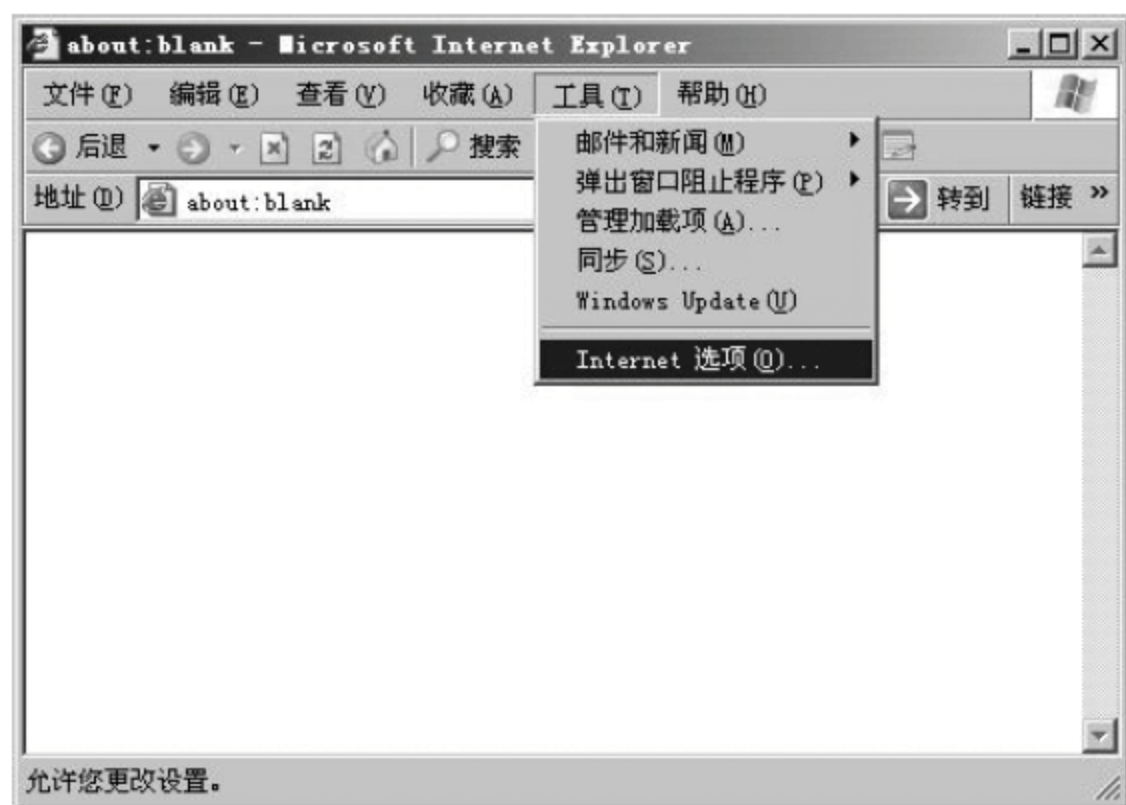 about:blank - Microsoft Internet Explorer
文件(F) 编辑(E) 查看(V) 收藏(A) 工具(T) 帮助(H)
后退 搜索
地址(D) about:blank 转到 链接 »
邮件和新闻(M)
弹出窗口阻止程序(P)
管理加载项(A)...
同步(S)...
Windows Update(U)
Internet 选项(O)...
允许您更改设置。